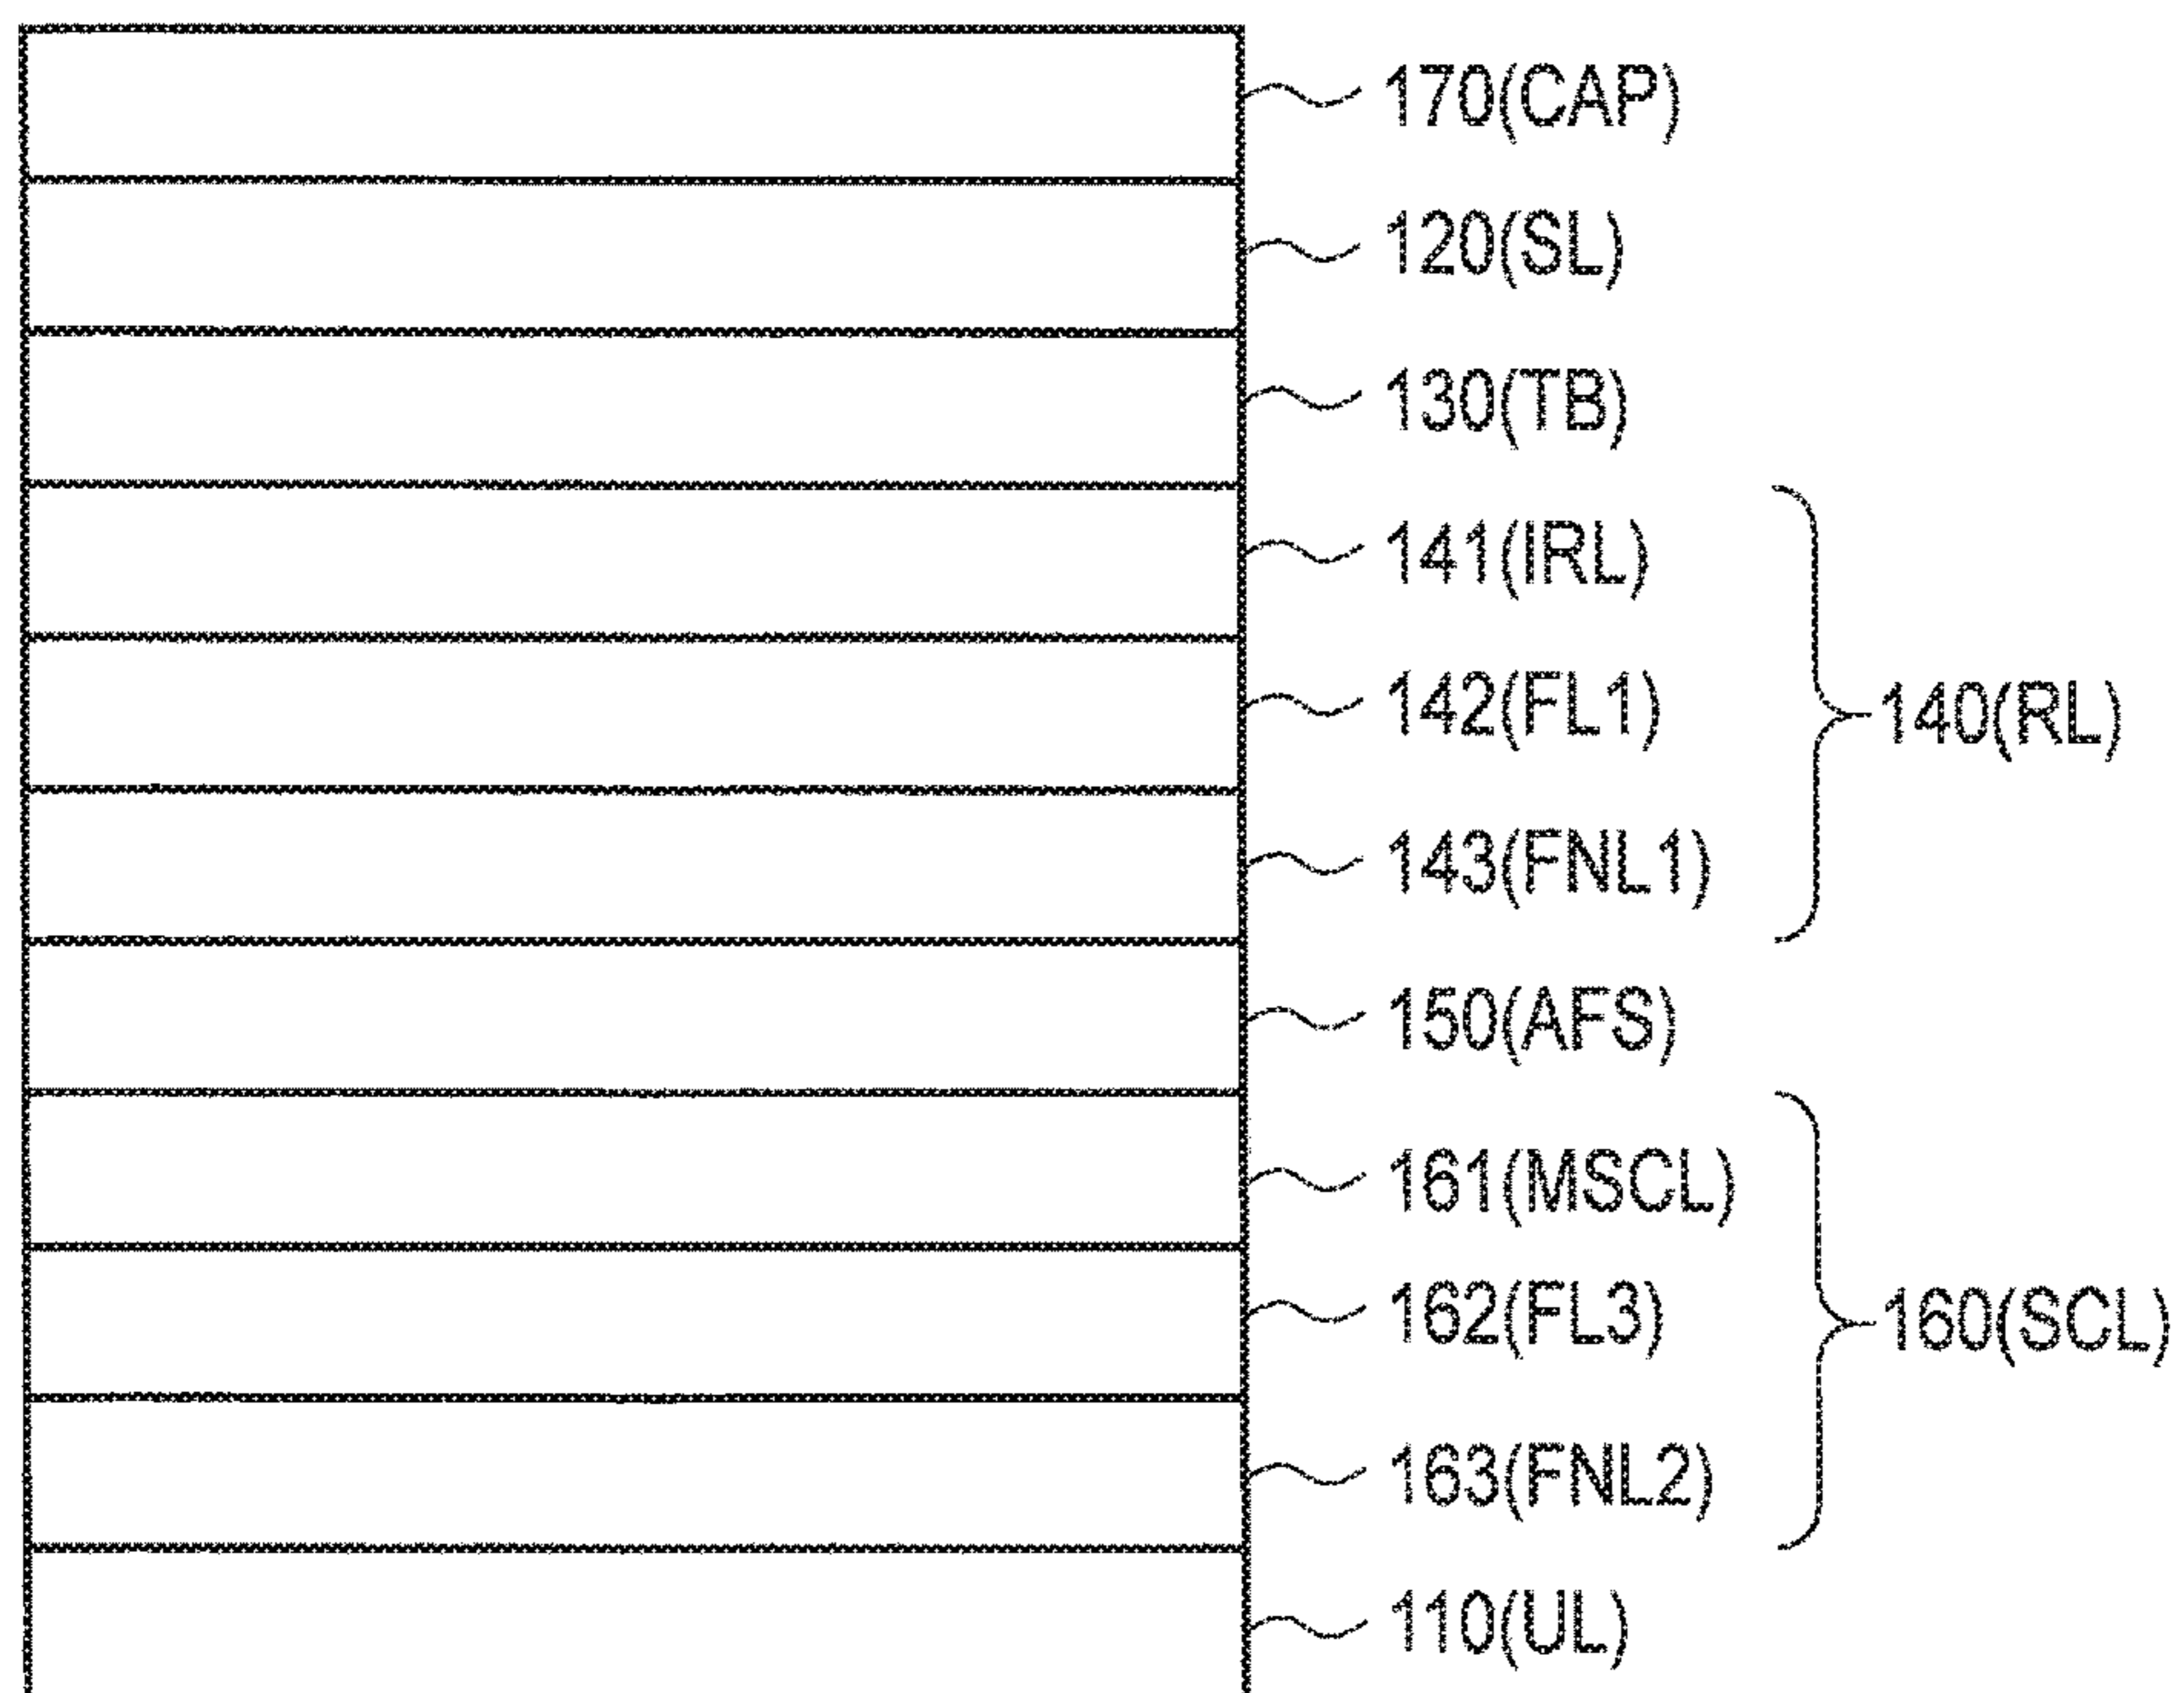 170(CAP)
120(SL)
130(TB)
141(IRL)
142(FL1)
140(RL)
143(FNL1)
150(AFS)
161(MSCL)
162(FL3)
160(SCL)
163(FNL2)
110(UL)